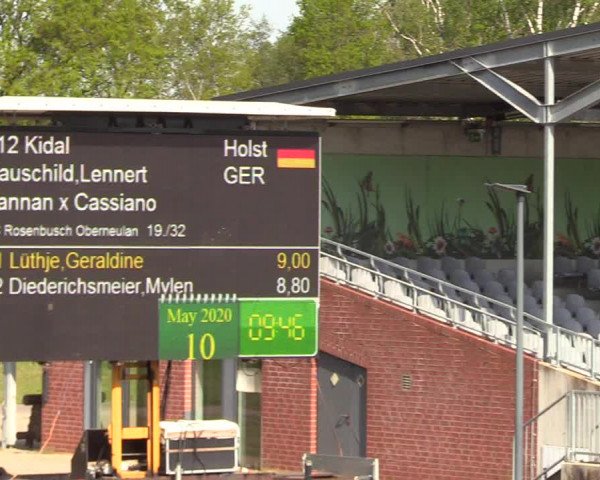 12 Kidal Holst
auschild,Lennert GER
annan x Cassiano
Rosenbusch Oberneulan 19./32
1 Lüthje,Geraldine 9,00
2 Diederichsmeier,Mylen 8,80
May 2020
10
09:46